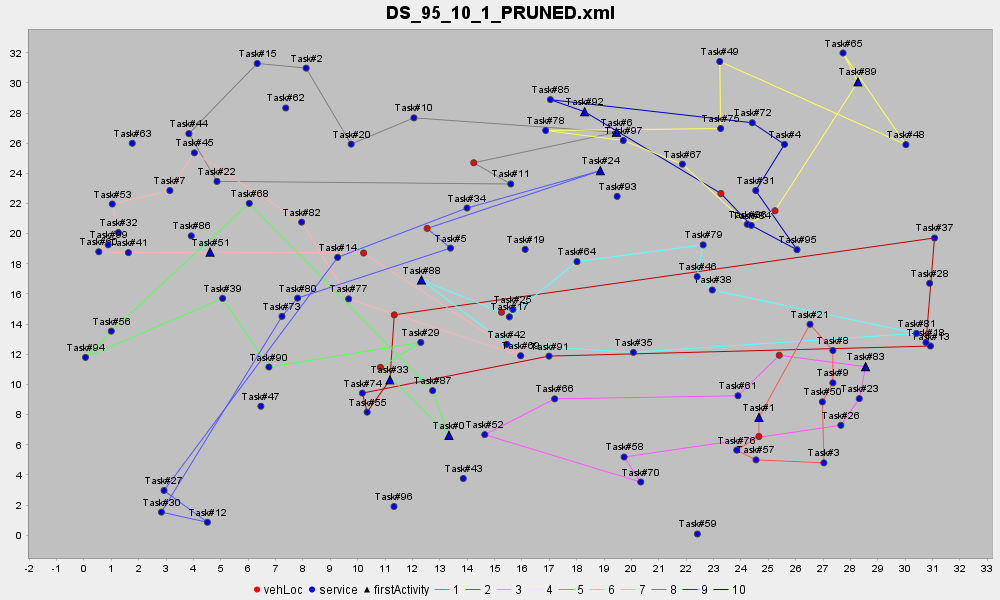 DS_95_10_1_PRUNED.xml
32
30
28
26
24
22
20
18
16
14
12
10
8
6
4
2
0
Task#65
Task#49
Task#15
Task#2
Task#89
Task#85
Task#92
Task#62
Task#10
Task#72
Task#75
Task#78
Task#6
Task#97
Task#44
Task#63
Task#20
Task#4
Task#48
Task#45
Task#67
Task#24
Task#22
Task#11
Task#7
Task#31
Task#93
Task#53
Task#68
Task#34
Task#82
Task#32
Task#86
Task#37
Task#41
Task#51
Task#5
Task#19
Task#79
Task#95
Task#14
Task#64
Task#46
Task#88
Task#28
Task#38
Task#39
Task#80
Task#77
Task#25
Task#17
Task#73
Task#21
Task#56
Task#81
Task#13
Task#29
Task#42
Task#94
Task#91
Task#35
Task#8
Task#90
Task#83
Task#33
Task#9
Task#74
Task#87
Task#66
Task#61
Task#50
Task#23
Task#47
Task#55
Task#1
Task#26
Task#0
Task#52
Task#76
Task#58
Task#57
Task#3
Task#43
Task#70
Task#27
Task#96
Task#30
Task#12
Task#59
-2 -1 0 1 2 3 4 5 6 7 8 9 10 11 12 13 14 15 16 17 18 19 20 21 22 23 24 25 26 27 28 29 30 31 32 33
vehLoc service firstActivity 1 2 3 4 5 6 7 8 9 10